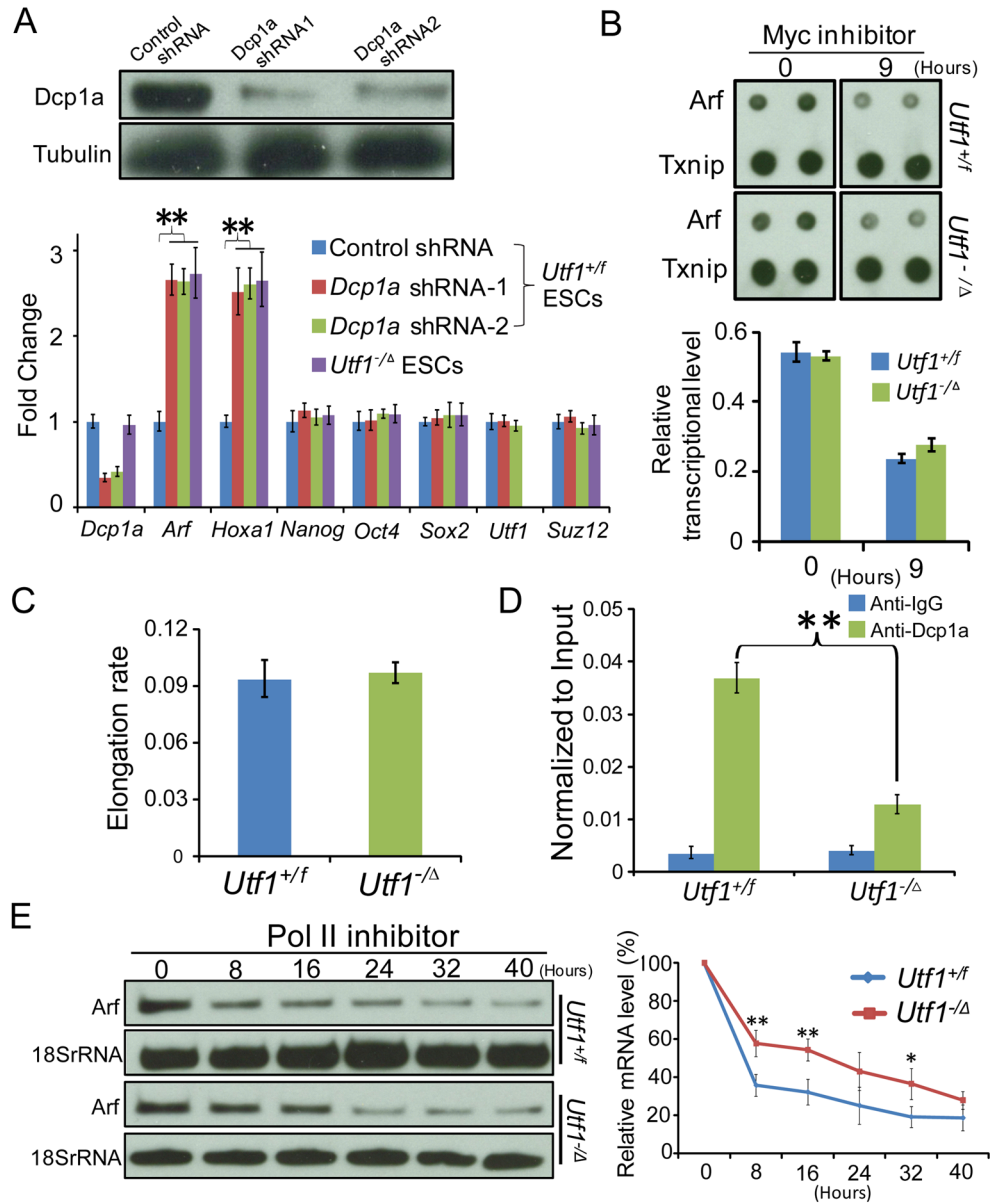 A
Control shRNA
Dcp1a shRNA1
Dcp1a shRNA2
Dcp1a
Tubulin
**
**
Control shRNA
Dcp1a shRNA-1
Dcp1a shRNA-2
Utf1+/f ESCs
Utf1-/Δ ESCs
Fold Change
3
2
1
0
Dcp1a Arf Hoxa1 Nanog Oct4 Sox2 Utf1 Suz12
B
Myc inhibitor
0 9 (Hours)
Arf
Txnip
Utf1+/f
Arf
Txnip
Utf1-/Δ
Relative transcriptional level
0.6
0.4
0.2
0
Utf1+/f
Utf1-/Δ
0 (Hours) 9
C
Elongation rate
0.12
0.09
0.06
0.03
0
Utf1+/f Utf1-/Δ
D
Anti-IgG
Anti-Dcp1a
**
Normalized to Input
0.05
0.04
0.03
0.02
0.01
0
Utf1+/f Utf1-/Δ
E
Pol II inhibitor
0 8 16 24 32 40 (Hours)
Arf
18SrRNA
Utf1+/f
Arf
18SrRNA
Utf1-/Δ
Relative mRNA level (%)
100
80
60
40
20
0
Utf1+/f
Utf1-/Δ
** ** *
0 8 16 24 32 40
(Hours)